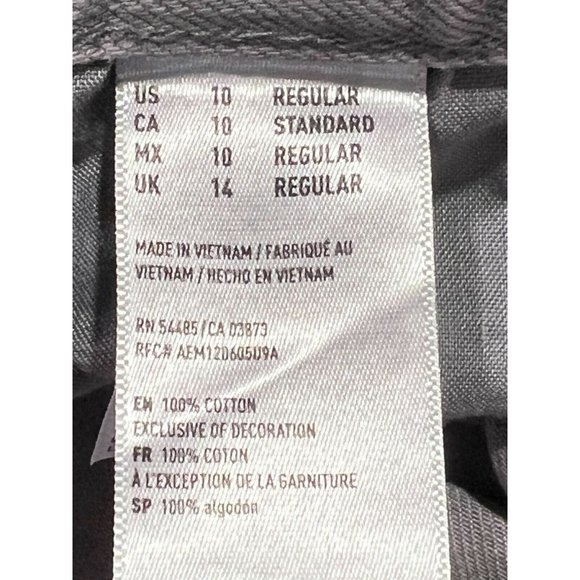 US 10 REGULAR
CA 10 STANDARD
MX 10 REGULAR
UK 14 REGULAR
MADE IN VIETNAM / FABRIQUÉ AU
VIETNAM / HECHO EN VIETNAM
RN 54485 / CA 03873
RFC# AEM120605U9A
EN 100% COTTON
EXCLUSIVE OF DECORATION
FR 100% COTON
À L'EXCEPTION DE LA GARNITURE
SP 100% algodón